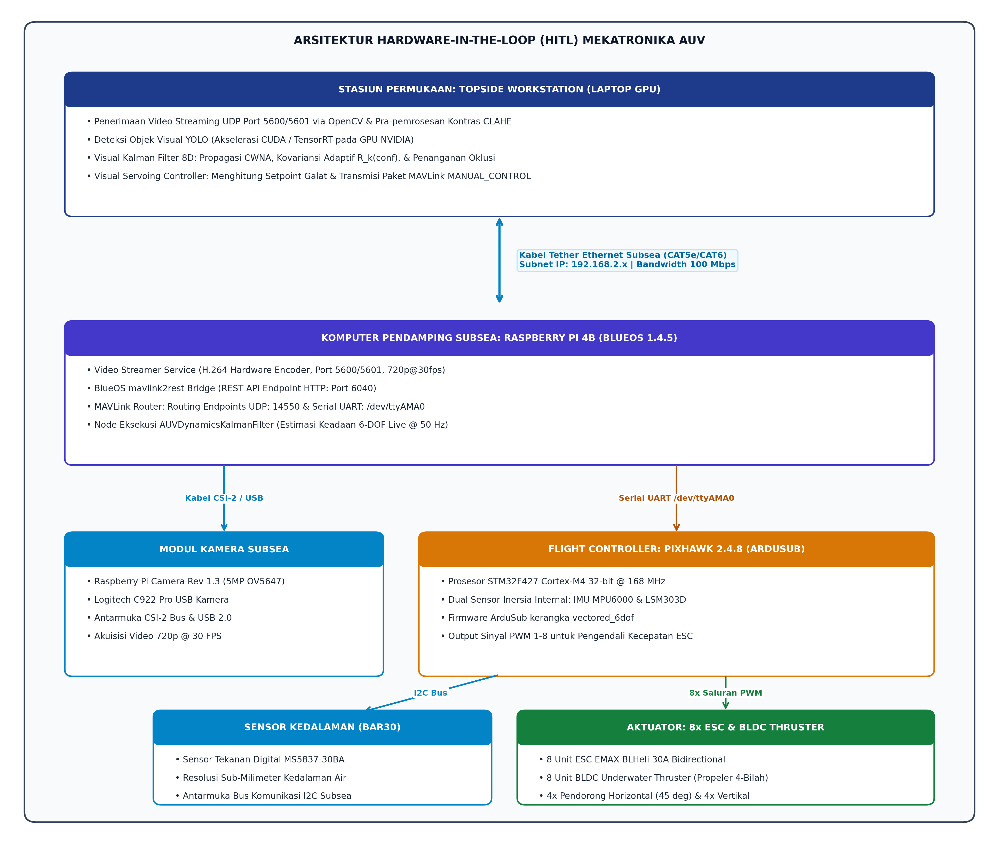 ARSITEKTUR HARDWARE-IN-THE-LOOP (HITL) MEKATRONIKA AUV
STASIUN PERMUKAAN: TOPSIDE WORKSTATION (LAPTOP GPU)
• Penerimaan Video Streaming UDP Port 5600/5601 via OpenCV & Pra-pemrosesan Kontras CLAHE
• Deteksi Objek Visual YOLO (Akselerasi CUDA / TensorRT pada GPU NVIDIA)
• Visual Kalman Filter 8D: Propagasi CWNA, Kovariansi Adaptif R_k(conf), & Penanganan Oklusi
• Visual Servoing Controller: Menghitung Setpoint Galat & Transmisi Paket MAVLink MANUAL_CONTROL
Kabel Tether Ethernet Subsea (CAT5e/CAT6)
Subnet IP: 192.168.2.x | Bandwidth 100 Mbps
KOMPUTER PENDAMPING SUBSEA: RASPBERRY PI 4B (BLUEOS 1.4.5)
• Video Streamer Service (H.264 Hardware Encoder, Port 5600/5601, 720p@30fps)
• BlueOS mavlink2rest Bridge (REST API Endpoint HTTP: Port 6040)
• MAVLink Router: Routing Endpoints UDP: 14550 & Serial UART: /dev/ttyAMA0
• Node Eksekusi AUVDynamicsKalmanFilter (Estimasi Keadaan 6-DOF Live @ 50 Hz)
Kabel CSI-2 / USB
Serial UART /dev/ttyAMA0
MODUL KAMERA SUBSEA
• Raspberry Pi Camera Rev 1.3 (5MP OV5647)
• Logitech C922 Pro USB Kamera
• Antarmuka CSI-2 Bus & USB 2.0
• Akuisisi Video 720p @ 30 FPS
FLIGHT CONTROLLER: PIXHAWK 2.4.8 (ARDUSUB)
• Prosesor STM32F427 Cortex-M4 32-bit @ 168 MHz
• Dual Sensor Inersia Internal: IMU MPU6000 & LSM303D
• Firmware ArduSub kerangka vectored_6dof
• Output Sinyal PWM 1-8 untuk Pengendali Kecepatan ESC
I2C Bus
8x Saluran PWM
SENSOR KEDALAMAN (BAR30)
• Sensor Tekanan Digital MS5837-30BA
• Resolusi Sub-Milimeter Kedalaman Air
• Antarmuka Bus Komunikasi I2C Subsea
AKTUATOR: 8x ESC & BLDC THRUSTER
• 8 Unit ESC EMAX BLHeli 30A Bidirectional
• 8 Unit BLDC Underwater Thruster (Propeler 4-Bilah)
• 4x Pendorong Horizontal (45 deg) & 4x Vertikal